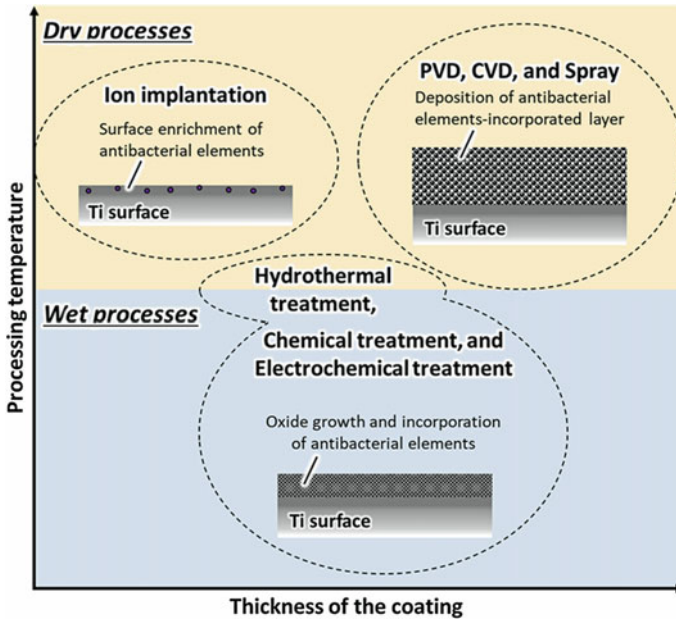 Dry processes
Ion implantation
Surface enrichment of
antibacterial elements
Ti surface
PVD, CVD, and Spray
Deposition of antibacterial
elements-incorporated layer
Ti surface
Processing temperature
Wet processes
Hydrothermal
treatment,
Chemical treatment, and
Electrochemical treatment
Oxide growth and incorporation
of antibacterial elements
Ti surface
Thickness of the coating